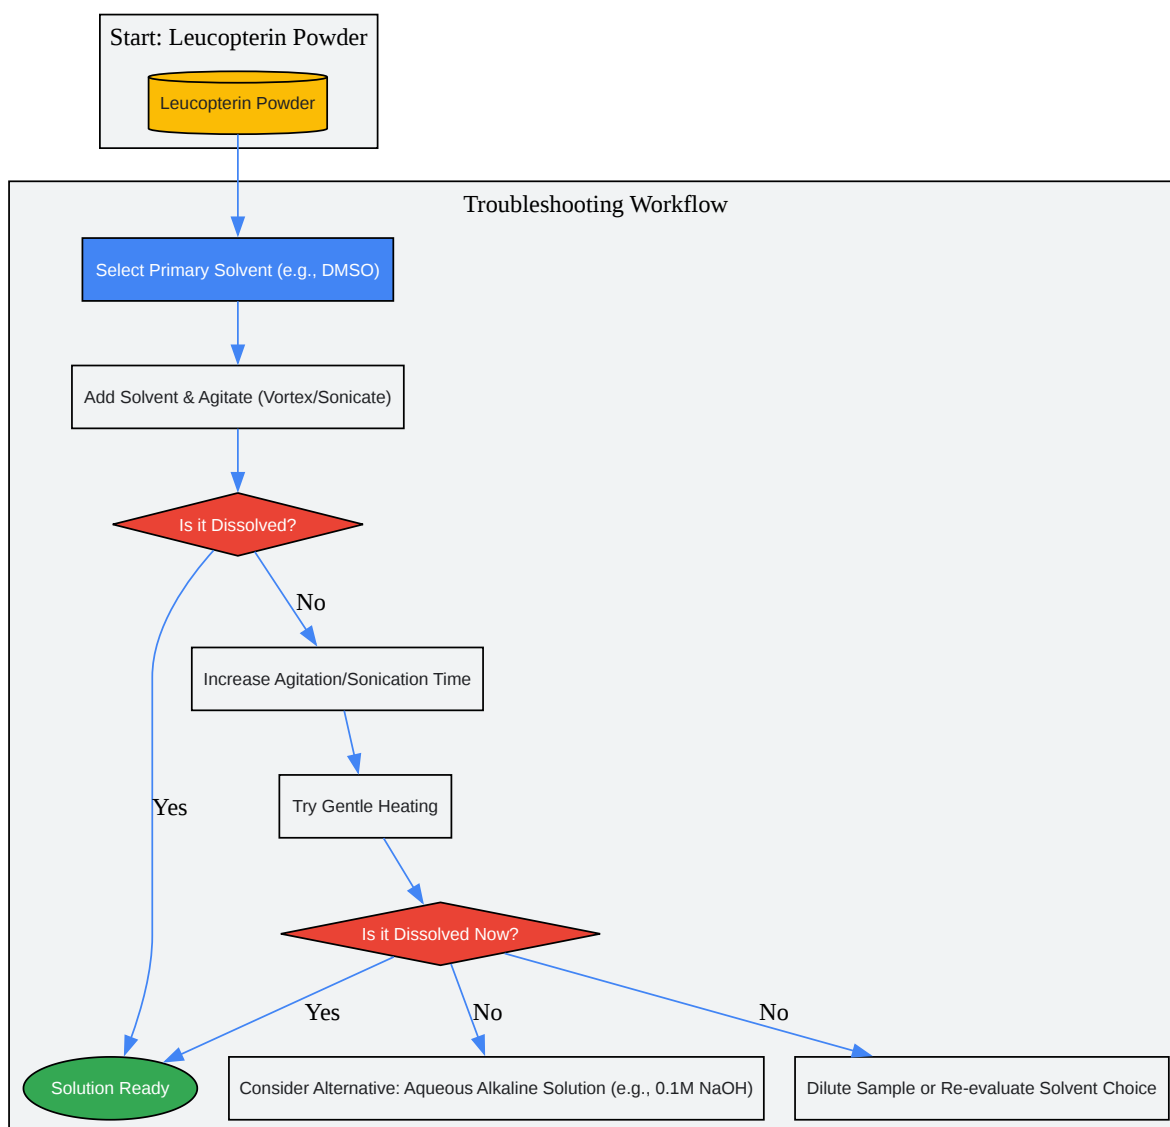 Start: Leucopterin Powder
Leucopterin Powder
Troubleshooting Workflow
Select Primary Solvent (e.g., DMSO)
Add Solvent & Agitate (Vortex/Sonicate)
Is it Dissolved?
No
Increase Agitation/Sonication Time
Try Gentle Heating
Yes
Is it Dissolved Now?
Yes
No
No
Solution Ready
Consider Alternative: Aqueous Alkaline Solution (e.g., 0.1M NaOH)
Dilute Sample or Re-evaluate Solvent Choice